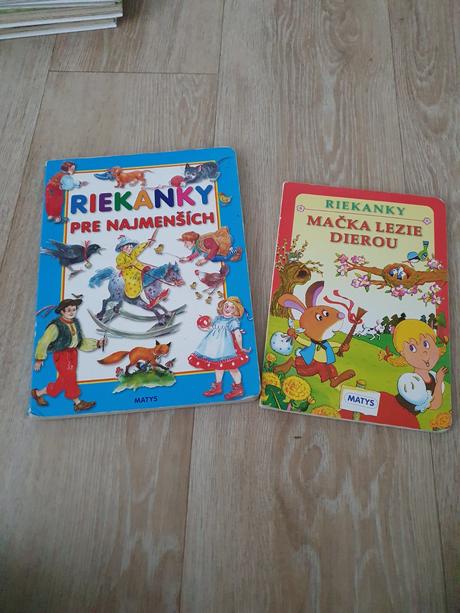 RIEKANKY
PRE NAJMENŠÍCH
MATYS
RIEKANKY
MAČKA LEZIE
DIEROU
MATYS